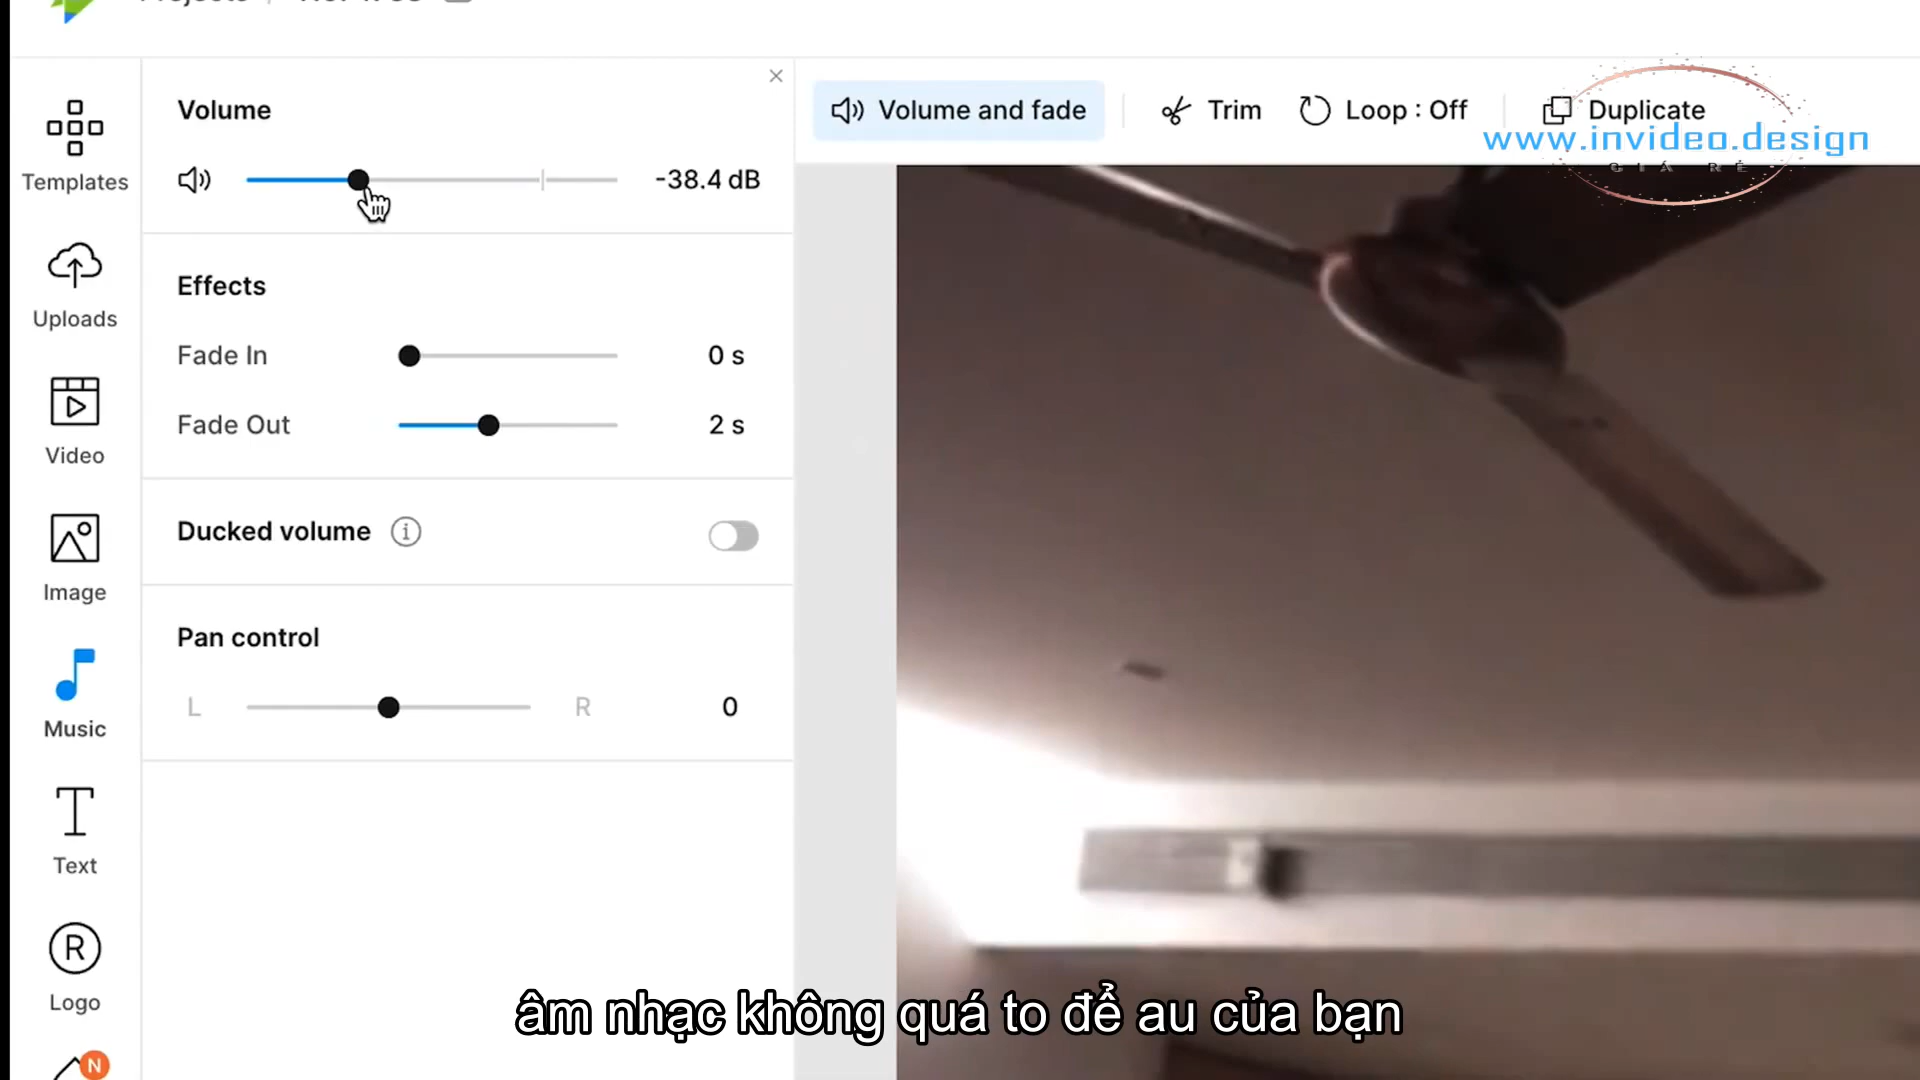 Volume
-38.4 dB
Effects
Fade In
0 s
Fade Out
2 s
Ducked volume
i
Pan control
L
R
0
Templates
Uploads
Video
Image
Music
Text
R
Logo
N
Volume and fade
Trim
Loop : Off
Duplicate
www.invideo.design
GIÁ RẺ
âm nhạc không quá to để au của bạn